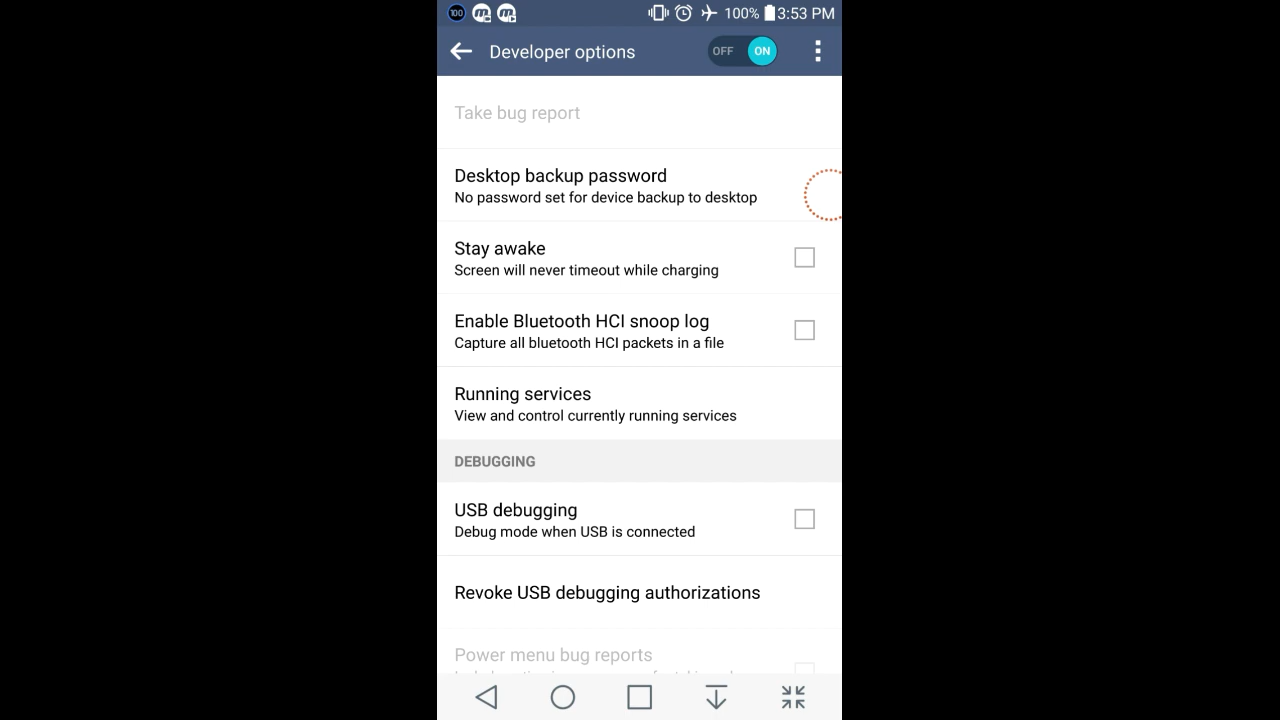 100
100% 3:53 PM
Developer options
OFF ON
Take bug report
Desktop backup password
No password set for device backup to desktop
Stay awake
Screen will never timeout while charging
Enable Bluetooth HCI snoop log
Capture all bluetooth HCI packets in a file
Running services
View and control currently running services
DEBUGGING
USB debugging
Debug mode when USB is connected
Revoke USB debugging authorizations
Power menu bug reports